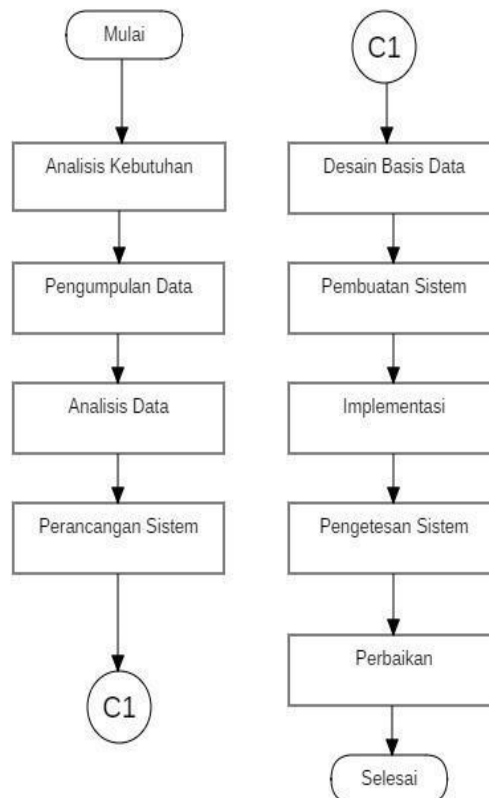 Mulai
Analisis Kebutuhan
Pengumpulan Data
Analisis Data
Perancangan Sistem
C1
C1
Desain Basis Data
Pembuatan Sistem
Implementasi
Pengetesan Sistem
Perbaikan
Selesai